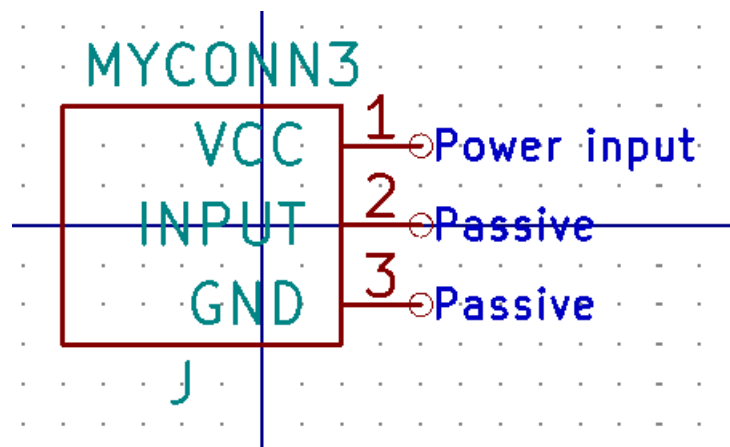 MYCONN3
VCC 1 Power input
INPUT 2 Passive
GND 3 Passive
J